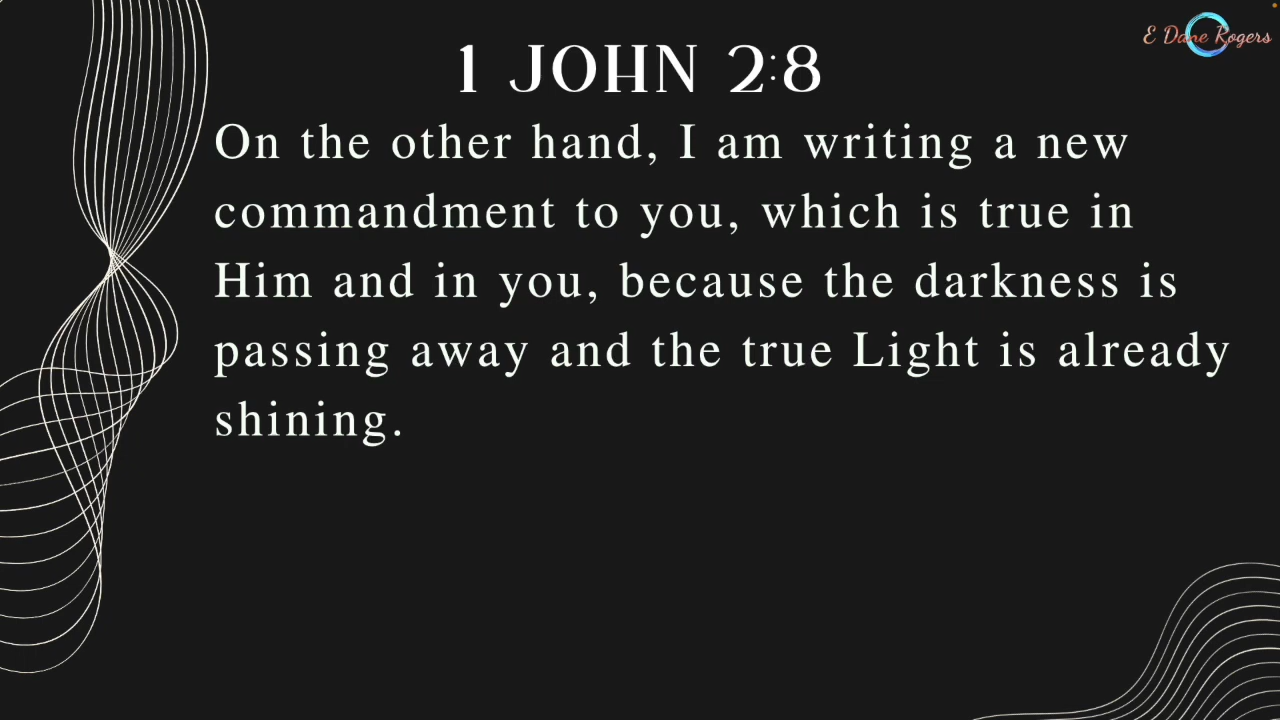 E Dane Rogers
1 JOHN 2:8
On the other hand, I am writing a new
commandment to you, which is true in
Him and in you, because the darkness is
passing away and the true Light is already
shining.